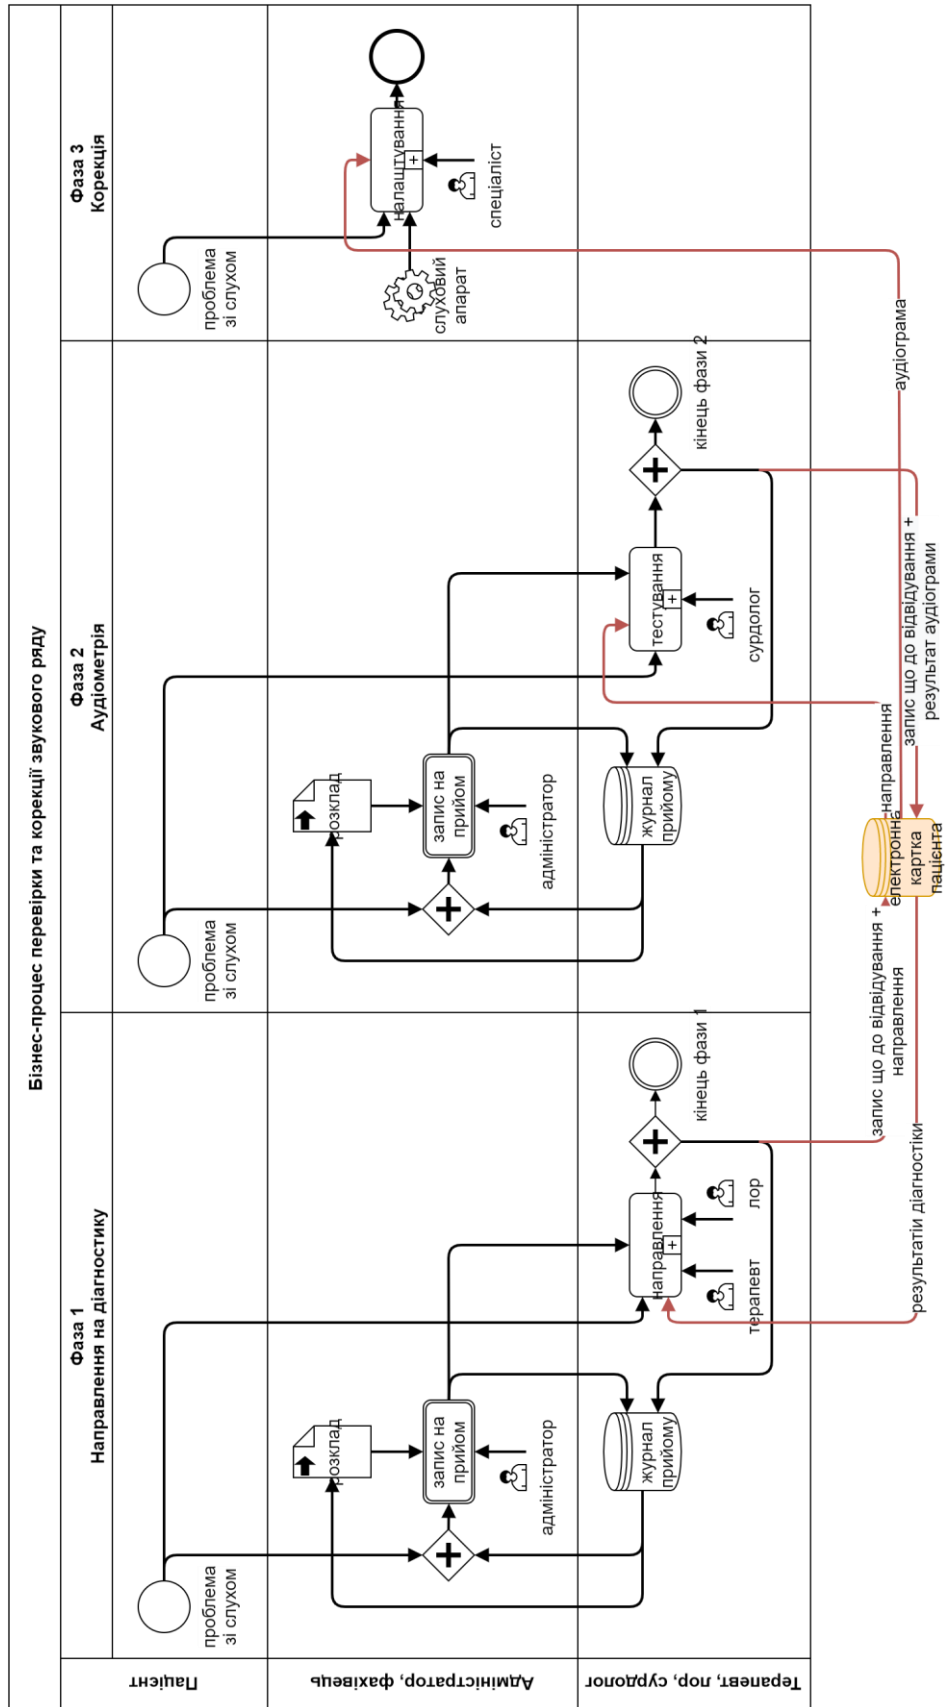 Бізнес-процес перевірки та корекції звукового ряду
Фаза 1
Направлення на діагностику
Фаза 2
Аудіометрія
Фаза 3
Корекція
Пацієнт
проблема
зі слухом
проблема
зі слухом
проблема
зі слухом
Адміністратор, фахівець
розклад
запис на
прийом
адміністратор
розклад
запис на
прийом
адміністратор
слуховий
апарат
налаштування
спеціаліст
Терапевт, лор, сурдолог
журнал
прийому
направлення
терапевт
лор
кінець фази 1
журнал
прийому
тестування
сурдолог
кінець фази 2
результатіи діагностіки
запис що до відвідування +
направлення
електронна
картка
пацієнта
направлення
запис що до відвідування +
результат аудіограми
аудіограма